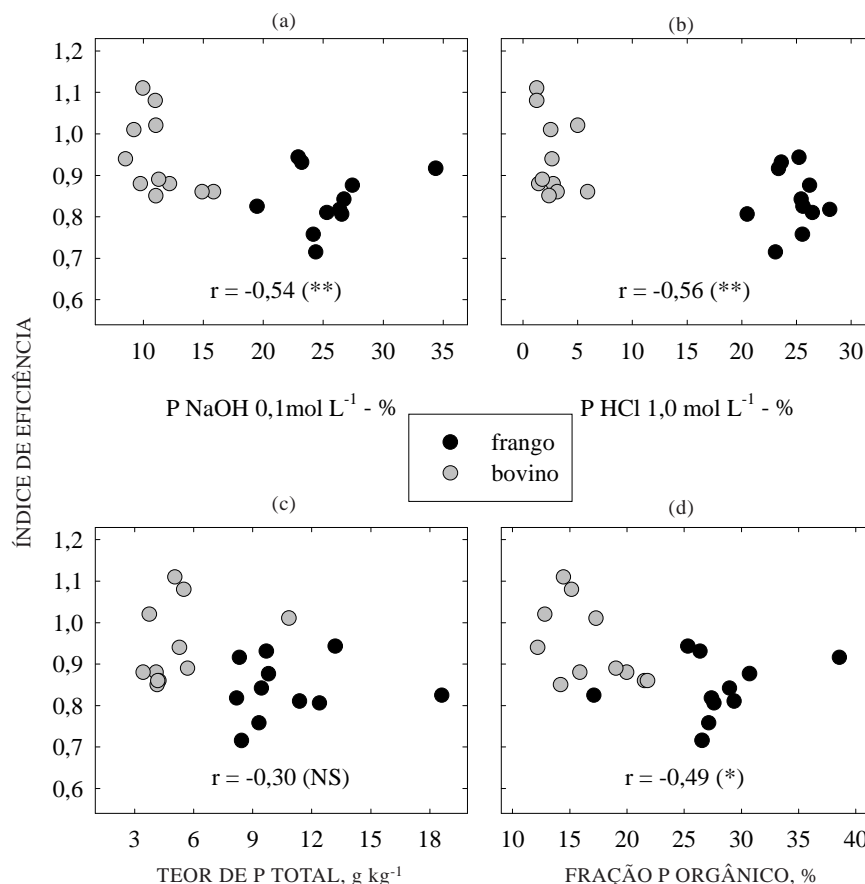 (a)
(b)
1,2
1,1
1,0
0,9
0,8
0,7
0,6
r = -0,54 (**)
r = -0,56 (**)
10 15 20 25 30 35
0 5 10 15 20 25 30
P NaOH 0,1mol L-1 - %
P HCl 1,0 mol L-1 - %
ÍNDICE DE EFICIÊNCIA
frango
bovino
(c)
(d)
1,2
1,1
1,0
0,9
0,8
0,7
0,6
r = -0,30 (NS)
r = -0,49 (*)
3 6 9 12 15 18
10 15 20 25 30 35 40
TEOR DE P TOTAL, g kg-1
FRAÇÃO P ORGÂNICO, %